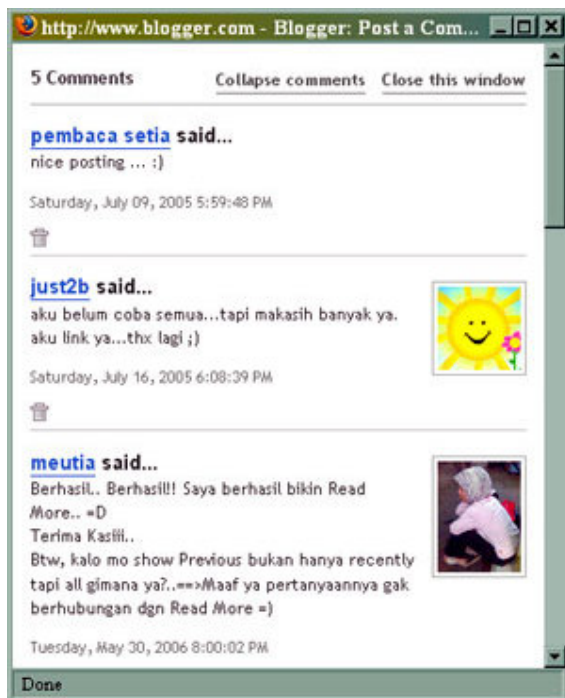 http://www.blogger.com - Blogger: Post a Com...
5 Comments Collapse comments Close this window
pembaca setia said...
nice posting ... :)
Saturday, July 09, 2005 5:59:48 PM
just2b said...
aku belum coba semua...tapi makasih banyak ya.
aku link ya...thx lagi ;)
Saturday, July 16, 2005 6:08:39 PM
meutia said...
Berhasil.. Berhasil!! Saya berhasil bikin Read
More.. =D
Terima Kasiii..
Btw, kalo mo show Previous bukan hanya recently
tapi all gimana ya?..==>Maaf ya pertanyaannya gak
berhubungan dgn Read More =)
Tuesday, May 30, 2006 8:00:02 PM
Done